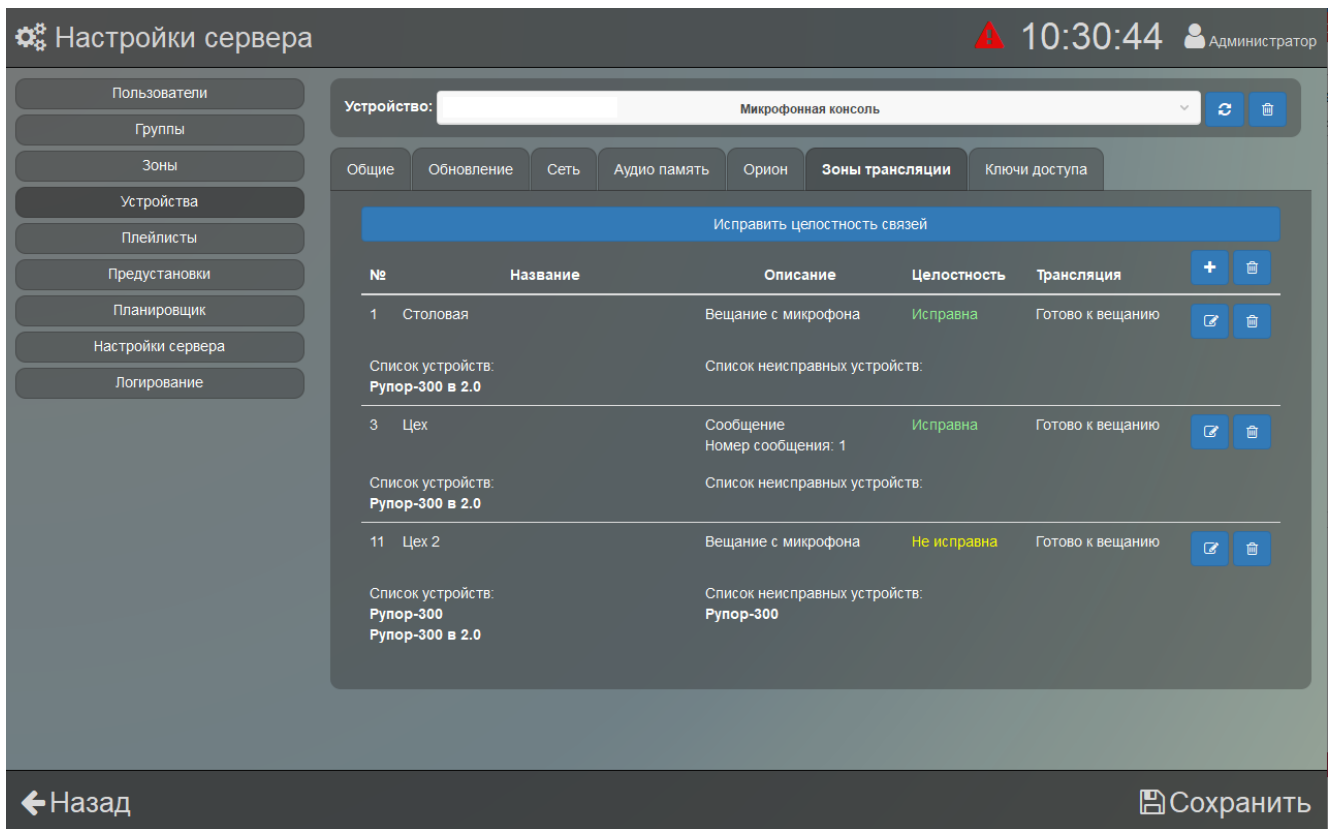 Настройки сервера
10:30:44 Администратор
Пользователи
Группы
Зоны
Устройства
Плейлисты
Предустановки
Планировщик
Настройки сервера
Логирование
Устройство: Микрофонная консоль
Общие Обновление Сеть Аудио память Орион Зоны трансляции Ключи доступа
Исправить целостность связей
№ Название Описание Целостность Трансляция
1 Столовая Вещание с микрофона Исправна Готово к вещанию
Список устройств: Список неисправных устройств:
Рупор-300 в 2.0
3 Цех Сообщение Исправна Готово к вещанию
Номер сообщения: 1
Список устройств: Список неисправных устройств:
Рупор-300 в 2.0
11 Цех 2 Вещание с микрофона Не исправна Готово к вещанию
Список устройств: Список неисправных устройств:
Рупор-300 Рупор-300
Рупор-300 в 2.0
Назад Сохранить